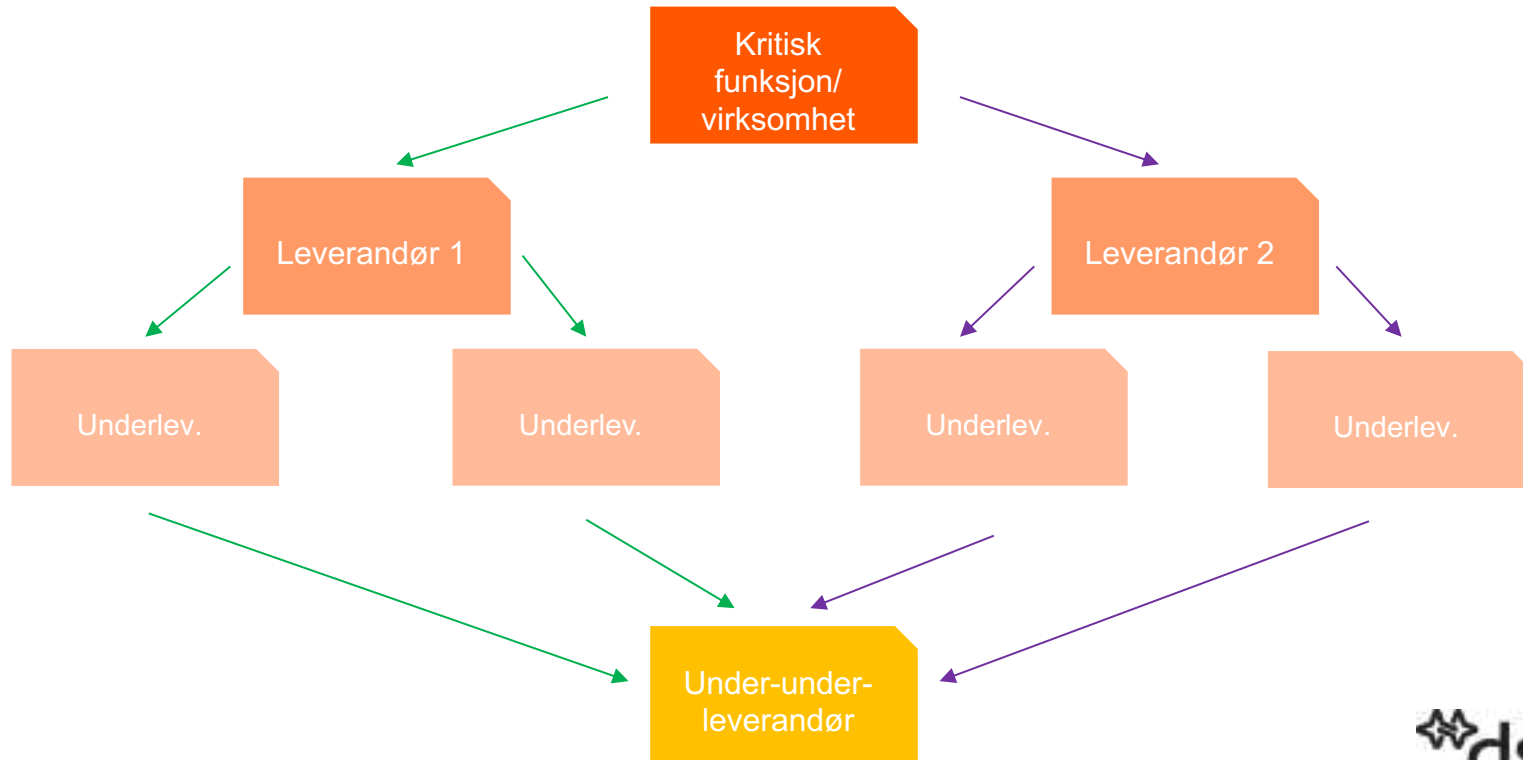 Kritisk
funksjon/
virksomhet
Leverandør 1
Leverandør 2
Underlev.
Underlev.
Underlev.
Underlev.
Under-under-
leverandør